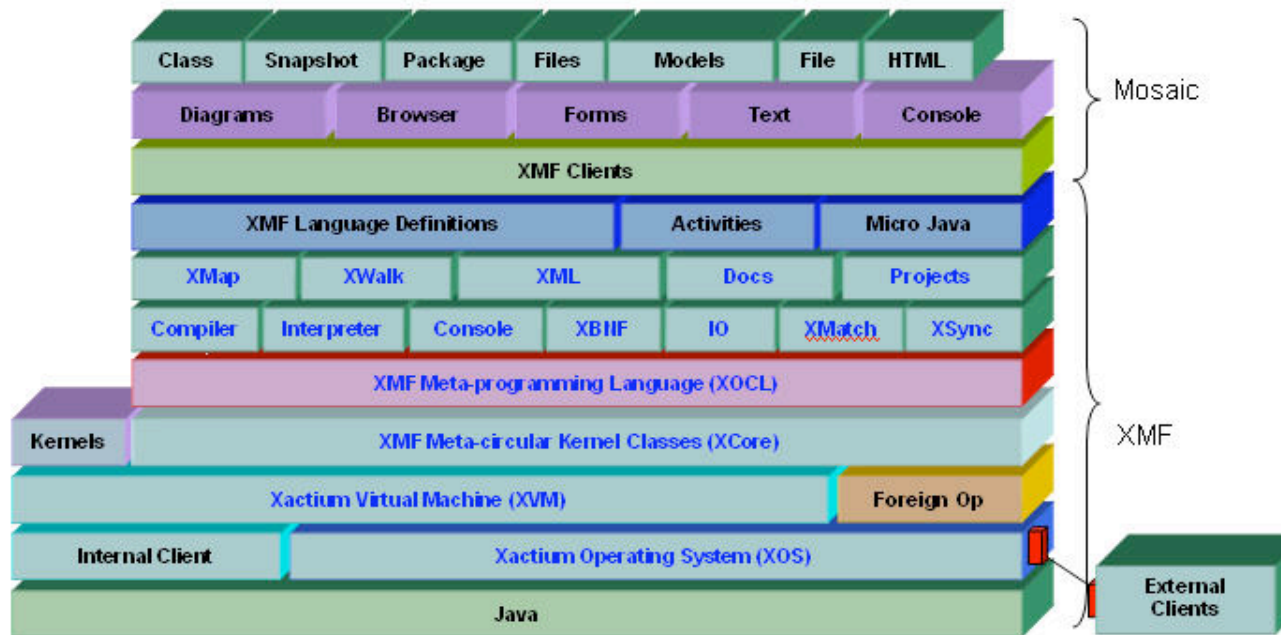 Class Snapshot Package Files Models File HTML
Diagrams Browser Forms Text Console
Mosaic
XMF Clients
XMF Language Definitions Activities Micro Java
XMap XWalk XML Docs Projects
Compiler Interpreter Console XBNF IO XMatch XSync
XMF Meta-programming Language (XOCL)
Kernels XMF Meta-circular Kernel Classes (XCore)
XMF
Xactium Virtual Machine (XVM) Foreign Op
Internal Client Xactium Operating System (XOS)
External
Clients
Java